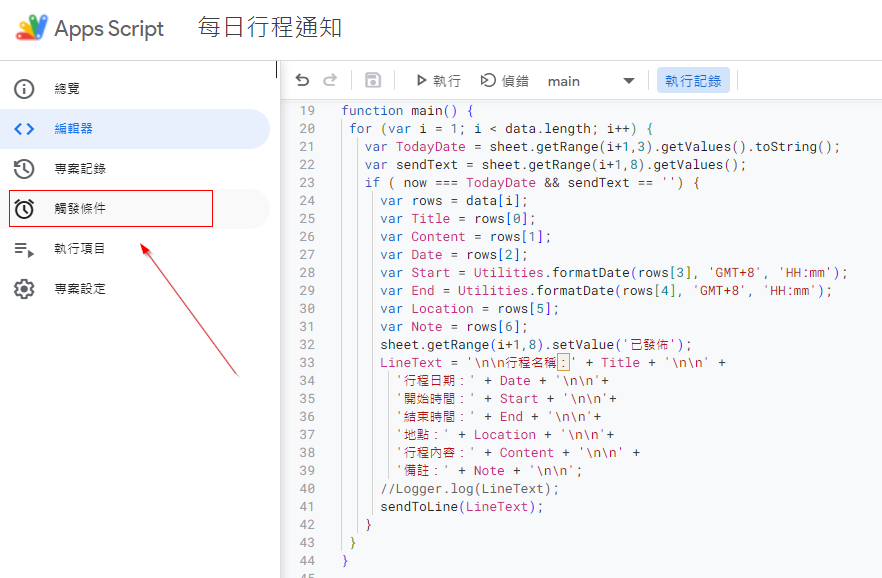 Apps Script 每日行程通知
總覽
編輯器
專案記錄
觸發條件
執行項目
專案設定
執行 偵錯 main 執行記錄
19 function main() {
20 for (var i = 1; i < data.length; i++) {
21 var TodayDate = sheet.getRange(i+1,3).getValues().toString();
22 var sendText = sheet.getRange(i+1,8).getValues();
23 if ( now === TodayDate && sendText == '') {
24 var rows = data[i];
25 var Title = rows[0];
26 var Content = rows[1];
27 var Date = rows[2];
28 var Start = Utilities.formatDate(rows[3], 'GMT+8', 'HH:mm');
29 var End = Utilities.formatDate(rows[4], 'GMT+8', 'HH:mm');
30 var Location = rows[5];
31 var Note = rows[6];
32 sheet.getRange(i+1,8).setValue('已發佈');
33 LineText = '\n\n行程名稱：' + Title + '\n\n' +
34 '行程日期：' + Date + '\n\n'+
35 '開始時間：' + Start + '\n\n'+
36 '結束時間：' + End + '\n\n'+
37 '地點：' + Location + '\n\n'+
38 '行程內容：' + Content + '\n\n' +
39 '備註：' + Note + '\n\n';
40 //Logger.log(LineText);
41 sendToLine(LineText);
42 }
43 }
44 }